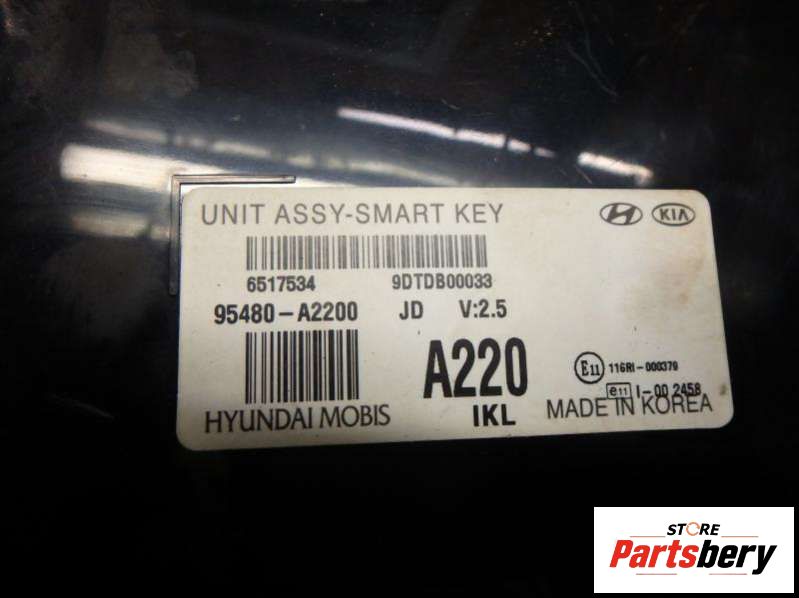 UNIT ASSY-SMART KEY
KIA
6517534 9DTDB00033
95480-A2200 JD V:2.5
A220
E11 116RI-000379
e11 I-00 2458
HYUNDAI MOBIS
IKL
MADE IN KOREA
STORE
Partsbery